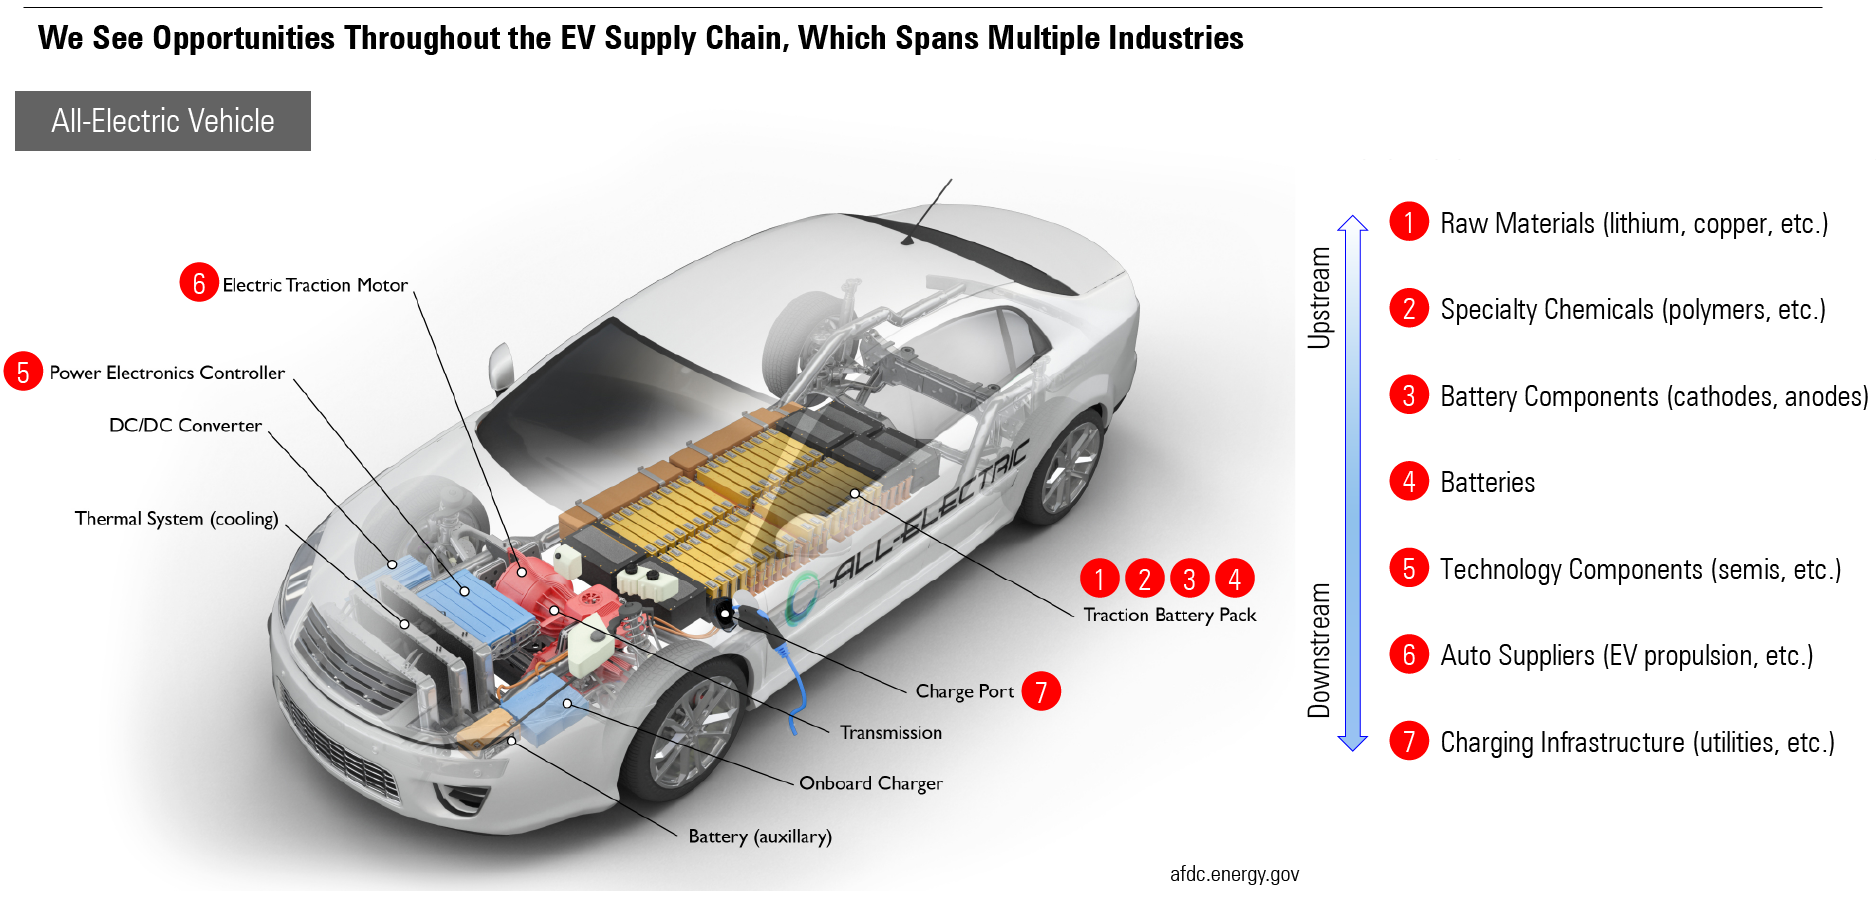 We See Opportunities Throughout the EV Supply Chain, Which Spans Multiple Industries
All-Electric Vehicle
6 Electric Traction Motor
5 Power Electronics Controller
DC/DC Converter
Thermal System (cooling)
ALL-ELECTRIC
1 2 3 4
Traction Battery Pack
Charge Port 7
Transmission
Onboard Charger
Battery (auxillary)
afdc.energy.gov
Upstream
Downstream
1 Raw Materials (lithium, copper, etc.)
2 Specialty Chemicals (polymers, etc.)
3 Battery Components (cathodes, anodes)
4 Batteries
5 Technology Components (semis, etc.)
6 Auto Suppliers (EV propulsion, etc.)
7 Charging Infrastructure (utilities, etc.)